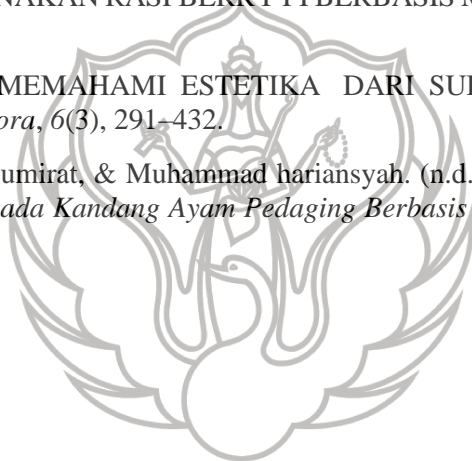 NAKAN RASPBERRY PI BERBASIS M
MEMAHAMI ESTETIKA DARI
ora, 6(3), 291–432.
umirat, & Muhammad hariansyah. (n.d.
ada Kandang Ayam Pedaging Berbasis